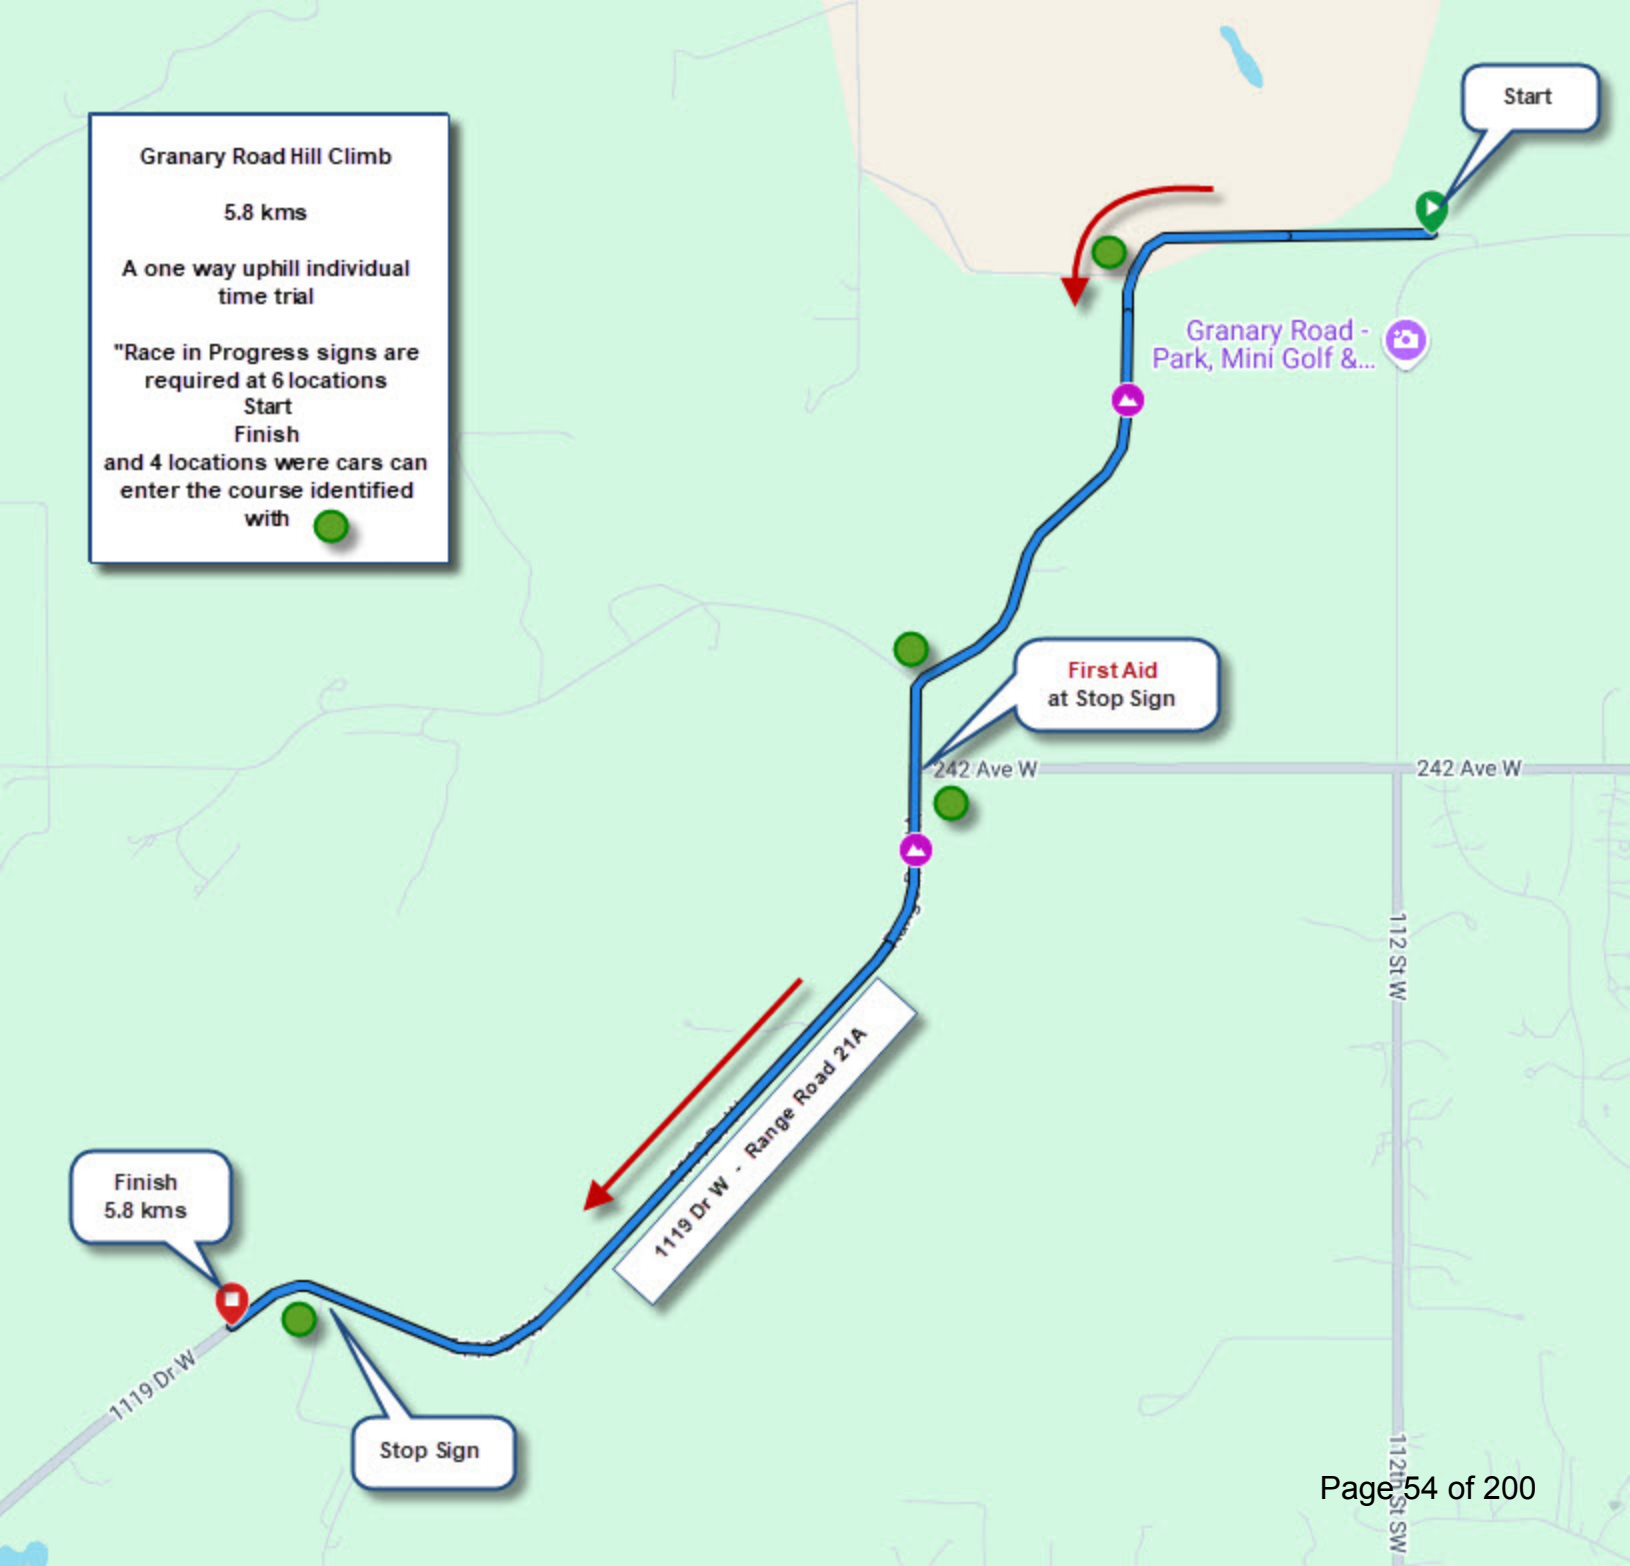 Start
Granary Road Hill Climb
5.8 kms
A one way uphill individual
time trial
"Race in Progress signs are
required at 6 locations
Start
Finish
and 4 locations were cars can
enter the course identified
with
Granary Road -
Park, Mini Golf &...
First Aid
at Stop Sign
242 Ave W
242 Ave W
112 St W
1119 Dr W - Range Road 21A
Finish
5.8 kms
1119 Dr W
Stop Sign
112th St SW
Page 54 of 200